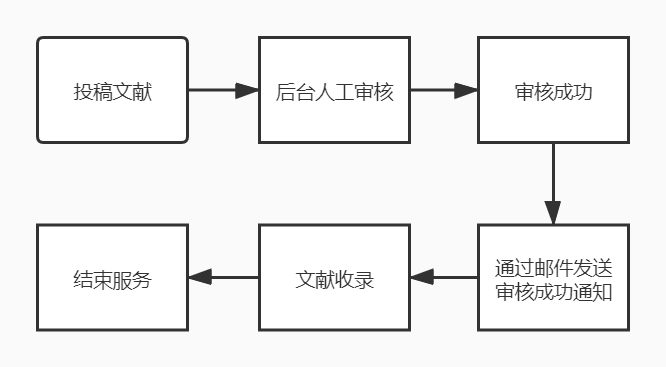 投稿文献
后台人工审核
审核成功
通过邮件发送
审核成功通知
文献收录
结束服务